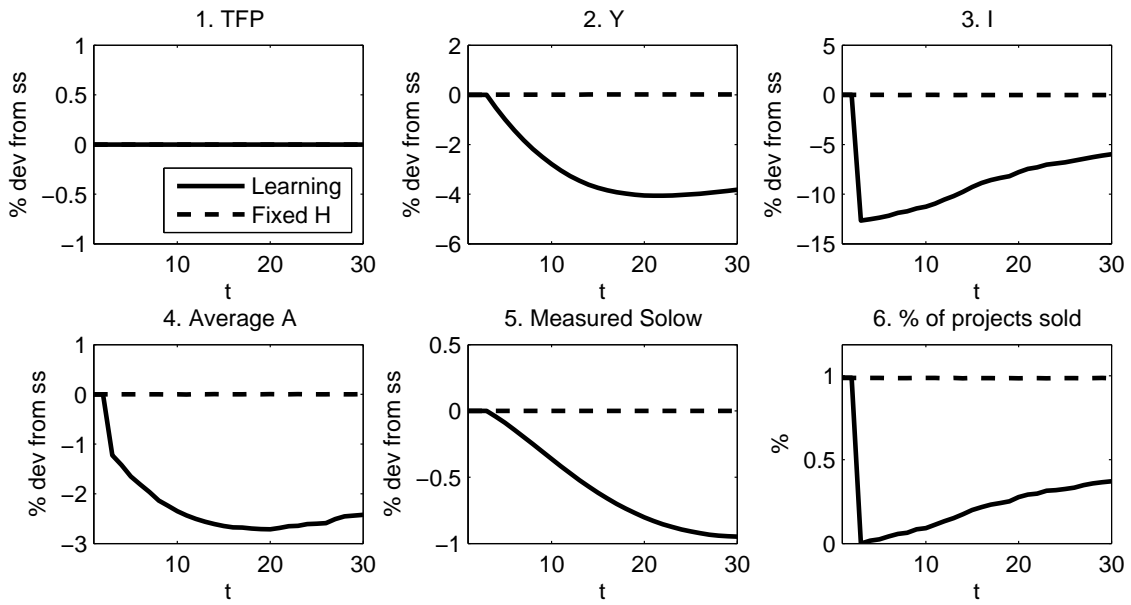 1. TFP
% dev from ss
1
0.5
0
−0.5
−1
10 20 30
t
Learning
Fixed H
2. Y
% dev from ss
2
0
−2
−4
−6
10 20 30
t
3. I
% dev from ss
5
0
−5
−10
−15
10 20 30
t
4. Average A
% dev from ss
1
0
−1
−2
−3
10 20 30
t
5. Measured Solow
% dev from ss
0.5
0
−0.5
−1
10 20 30
t
6. % of projects sold
%
1
0.5
0
10 20 30
t